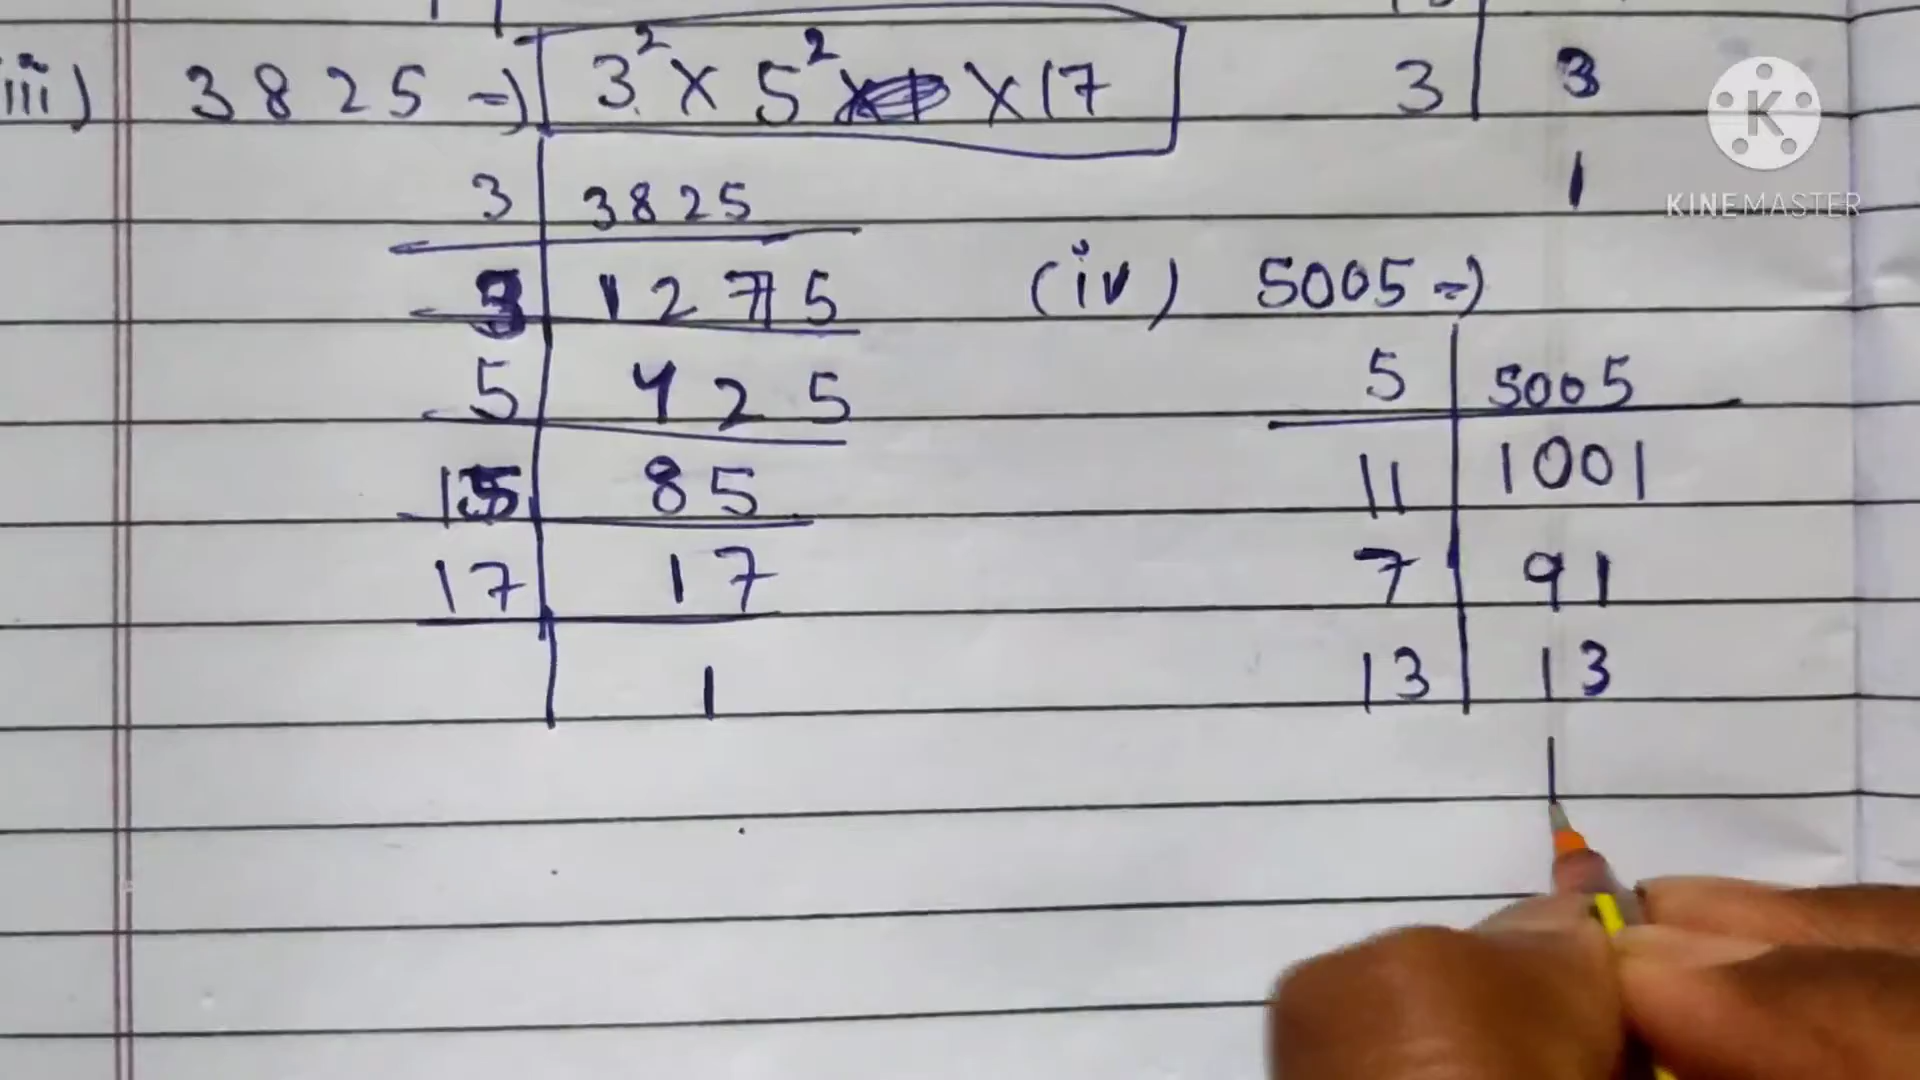 iii) 3825 => 3² x 5² x 17
3 | 3825
3 | 1275
5 | 425
5 | 85
17 | 17
1
3 | 3
1
KINEMASTER
(iv) 5005 =>
5 | 5005
11 | 1001
7 | 91
13 | 13
1